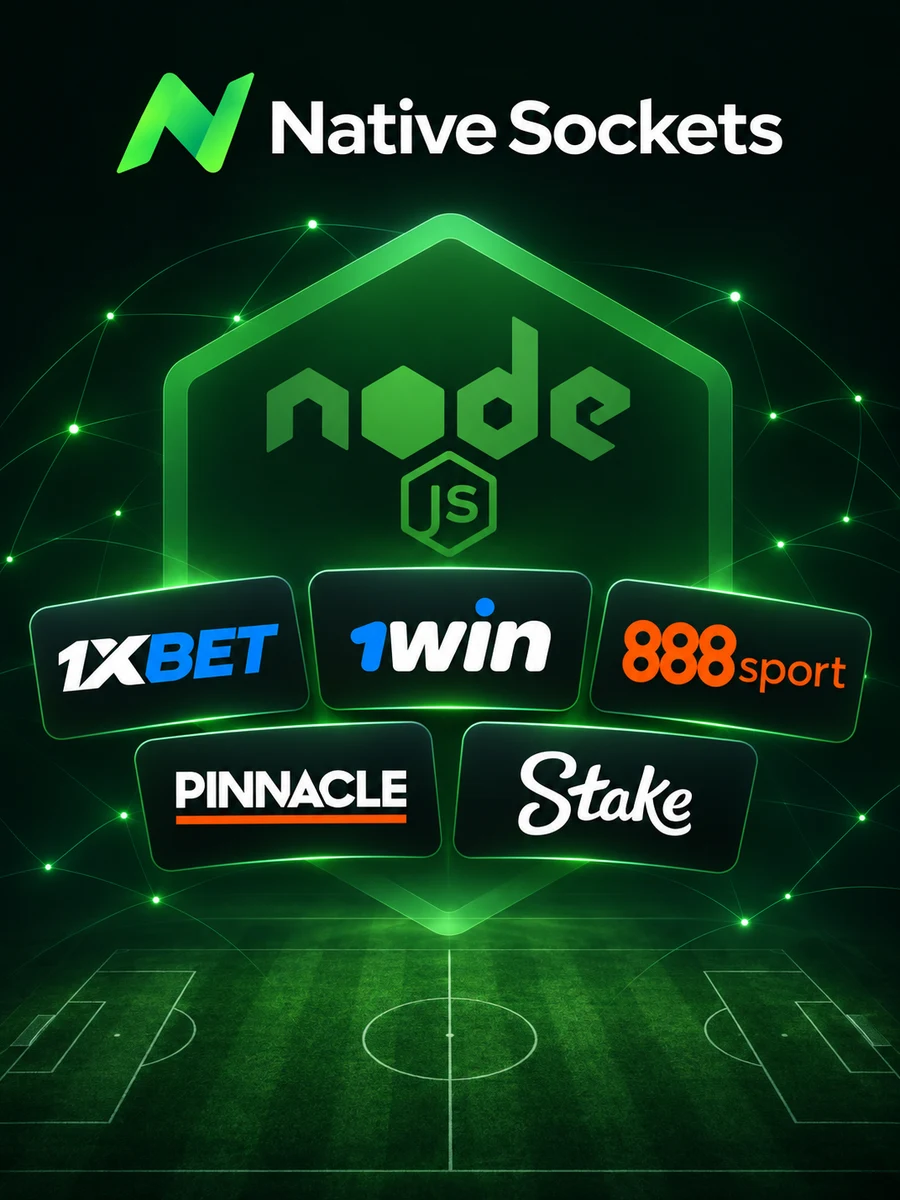 Native Sockets
node
JS
1XBET
1win
888sport
PINNACLE
Stake